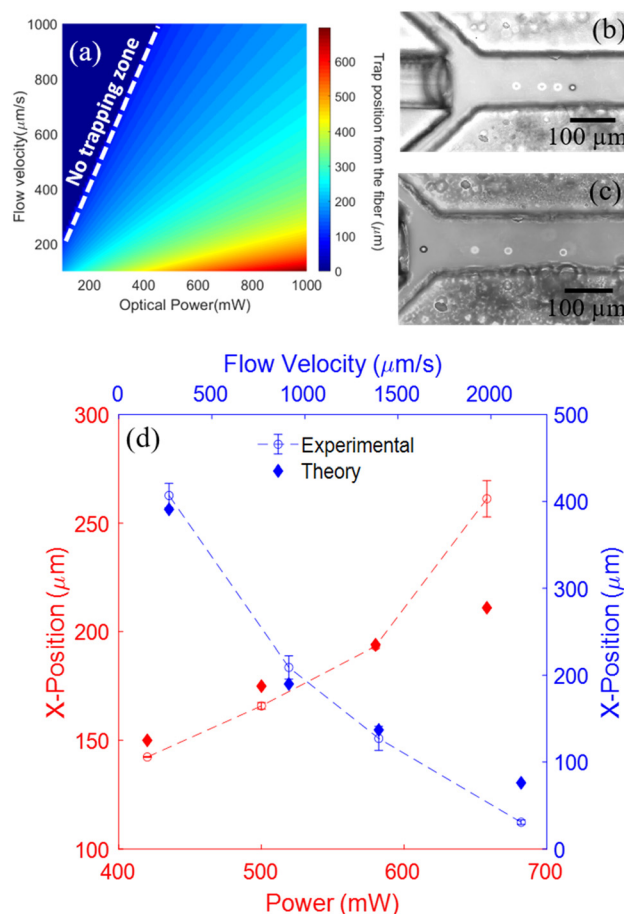 (a)
No trapping zone
1000
800
600
400
200
Flow velocity(μm/s)
200 400 600 800 1000
Optical Power(mW)
600
500
400
300
200
100
0
Trap position from the fiber (μm)
(b)
100 μm
(c)
100 μm
Flow Velocity (μm/s)
0 500 1000 1500 2000
(d)
Experimental
Theory
300
250
200
150
100
X-Position (μm)
500
400
300
200
100
0
X-Position (μm)
400 500 600 700
Power (mW)